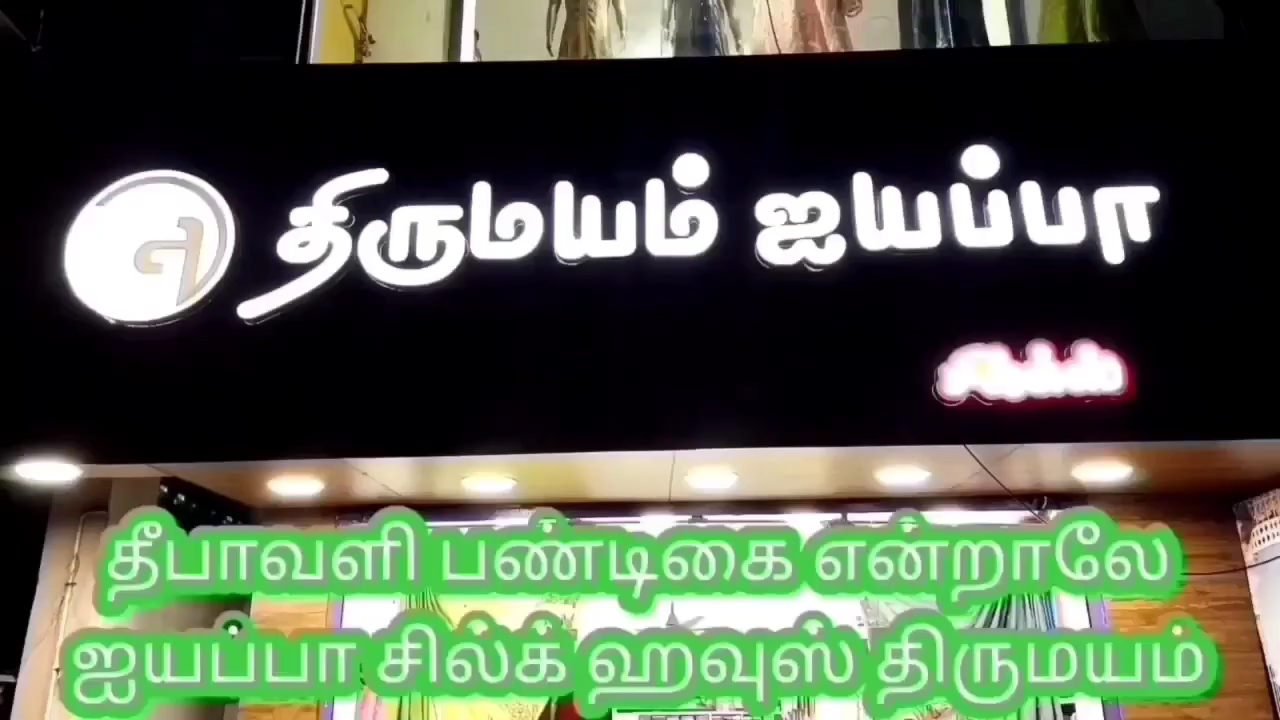 திருமயம் ஐயப்பா
சில்க்ஸ்
தீபாவளி பண்டிகை என்றாலே
ஐயப்பா சில்க் ஹவுஸ் திருமயம்